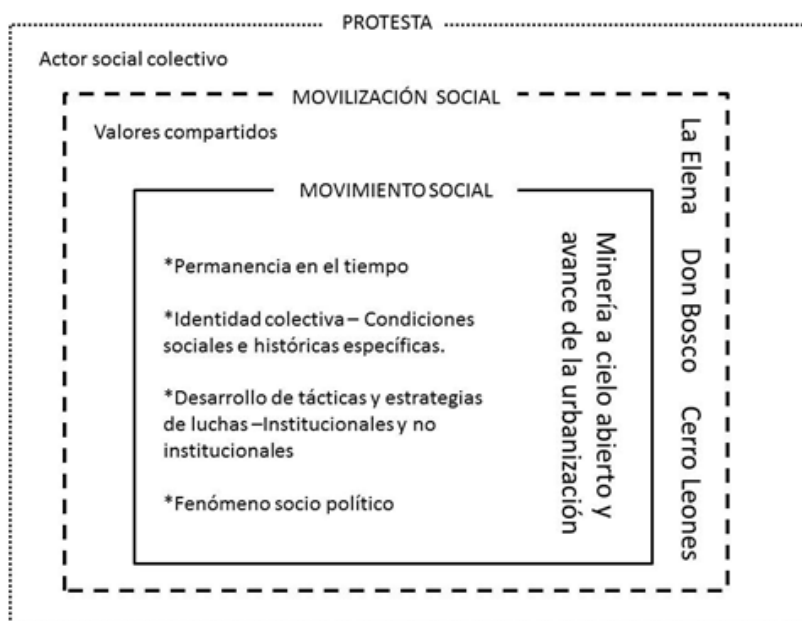 PROTESTA
Actor social colectivo
MOVILIZACIÓN SOCIAL
Valores compartidos
MOVIMIENTO SOCIAL
*Permanencia en el tiempo
*Identidad colectiva – Condiciones
sociales e históricas específicas.
*Desarrollo de tácticas y estrategias
de luchas –Institucionales y no
institucionales
*Fenómeno socio político
Minería a cielo abierto y
avance de la urbanización
La Elena Don Bosco Cerro Leones